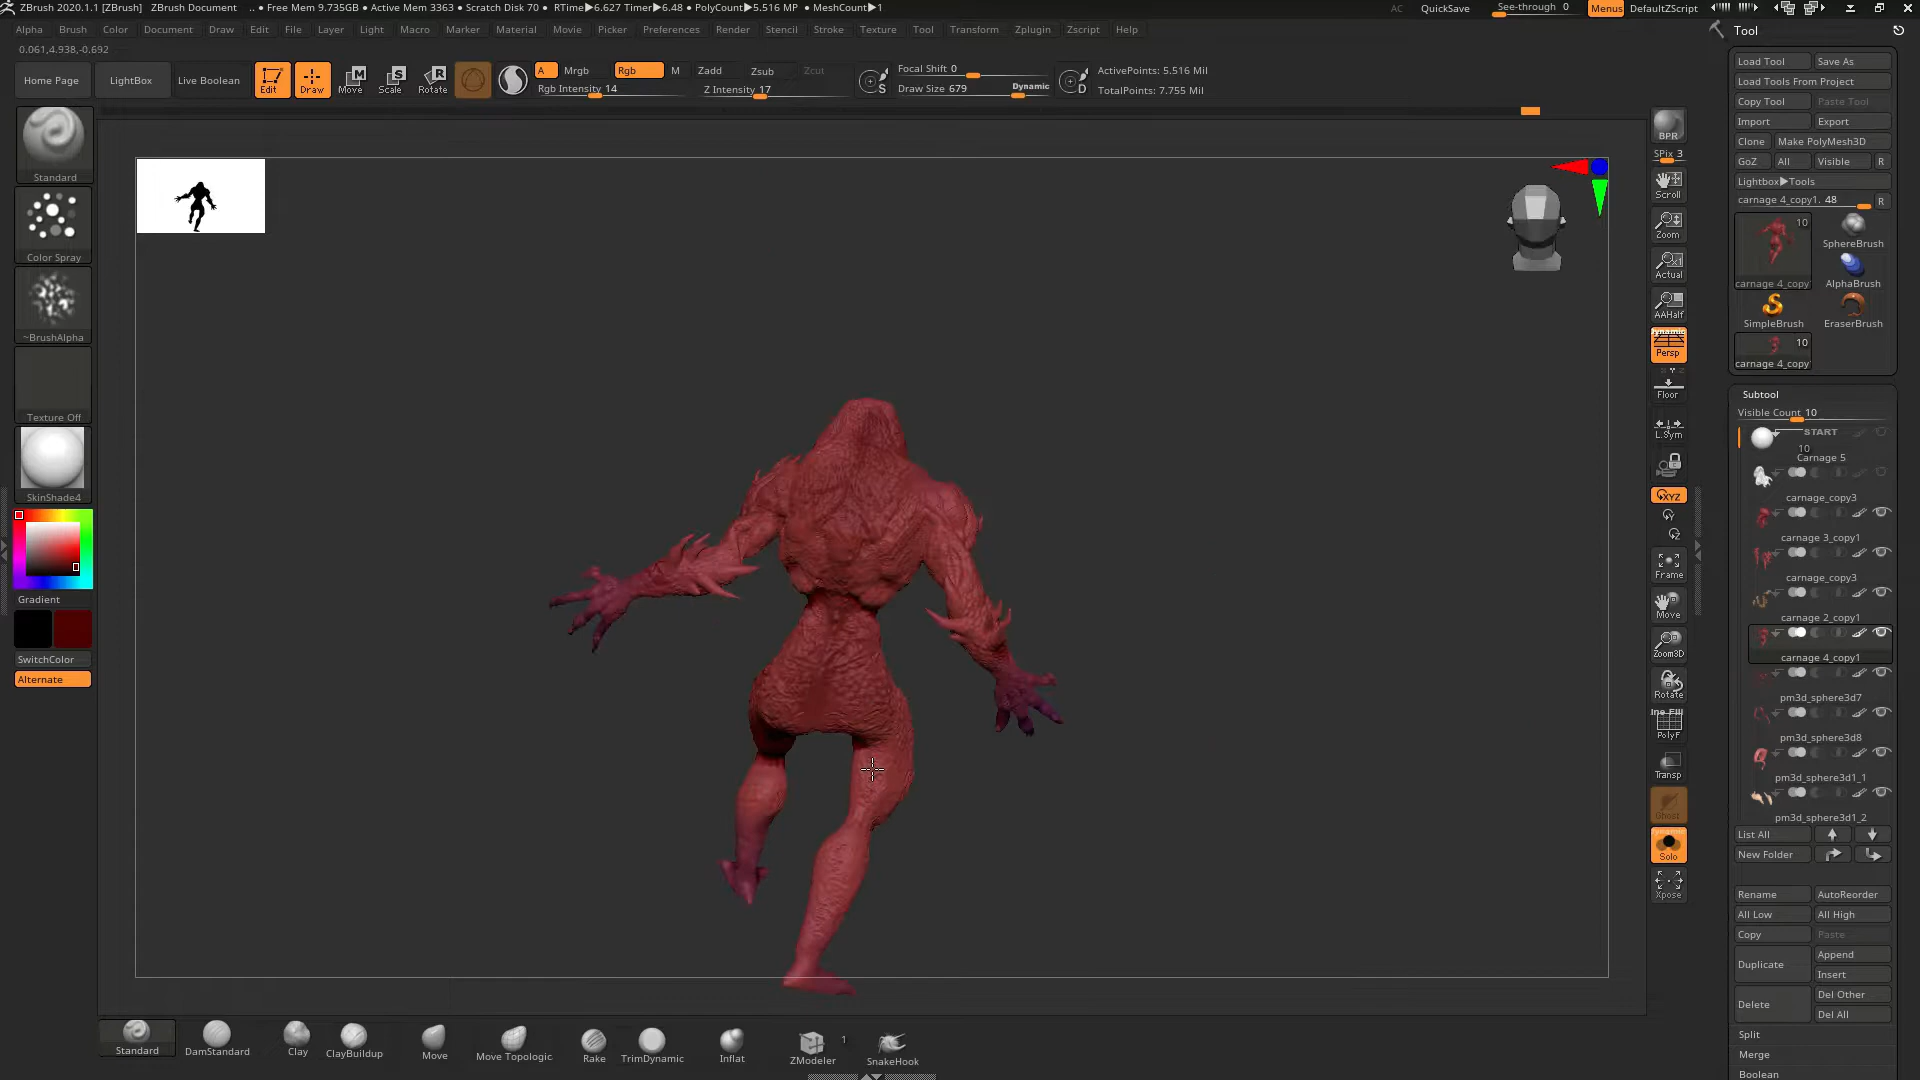 ZBrush 2020.1.1 [ZBrush] ZBrush Document .. • Free Mem 9.735GB • Active Mem 3363 • Scratch Disk 70 • RTime▶6.627 Timer▶6.48 • PolyCount▶5.516 MP • MeshCount▶1 AC QuickSave See-through 0 Menus DefaultZScript
Alpha Brush Color Document Draw Edit File Layer Light Macro Marker Material Movie Picker Preferences Render Stencil Stroke Texture Tool Transform Zplugin Zscript Help
0.061,4.938,-0.692
Home Page LightBox Live Boolean Edit Draw Move Scale Rotate
A Mrgb Rgb M Zadd Zsub Zcut
Rgb Intensity 14 Z Intensity 17
Focal Shift 0
Draw Size 679 Dynamic
S D
ActivePoints: 5.516 Mil
TotalPoints: 7.755 Mil
Standard
Color Spray
~BrushAlpha
Texture Off
SkinShade4
Gradient
SwitchColor
Alternate
BPR
SPix 3
Scroll
Zoom
Actual
AAHalf
Persp
Floor
L.Sym
XYZ
Frame
Move
Zoom3D
Rotate
Line Fill
PolyF
Transp
Ghost
Solo
Xpose
Tool
Load Tool Save As
Load Tools From Project
Copy Tool Paste Tool
Import Export
Clone Make PolyMesh3D
GoZ All Visible R
Lightbox▶Tools
carnage 4_copy1. 48 R
10
carnage 4_copy SphereBrush
AlphaBrush
SimpleBrush EraserBrush
10
carnage 4_copy
Subtool
Visible Count 10
START
10
Carnage 5
carnage_copy3
carnage 3_copy1
carnage_copy3
carnage 2_copy1
carnage 4_copy1
pm3d_sphere3d7
pm3d_sphere3d8
pm3d_sphere3d1_1
pm3d_sphere3d1_2
List All
New Folder
Rename AutoReorder
All Low All High
Copy Paste
Duplicate Append
Insert
Delete Del Other
Del All
Split
Merge
Boolean
Standard DamStandard Clay ClayBuildup Move Move Topologic Rake TrimDynamic Inflat ZModeler 1 SnakeHook